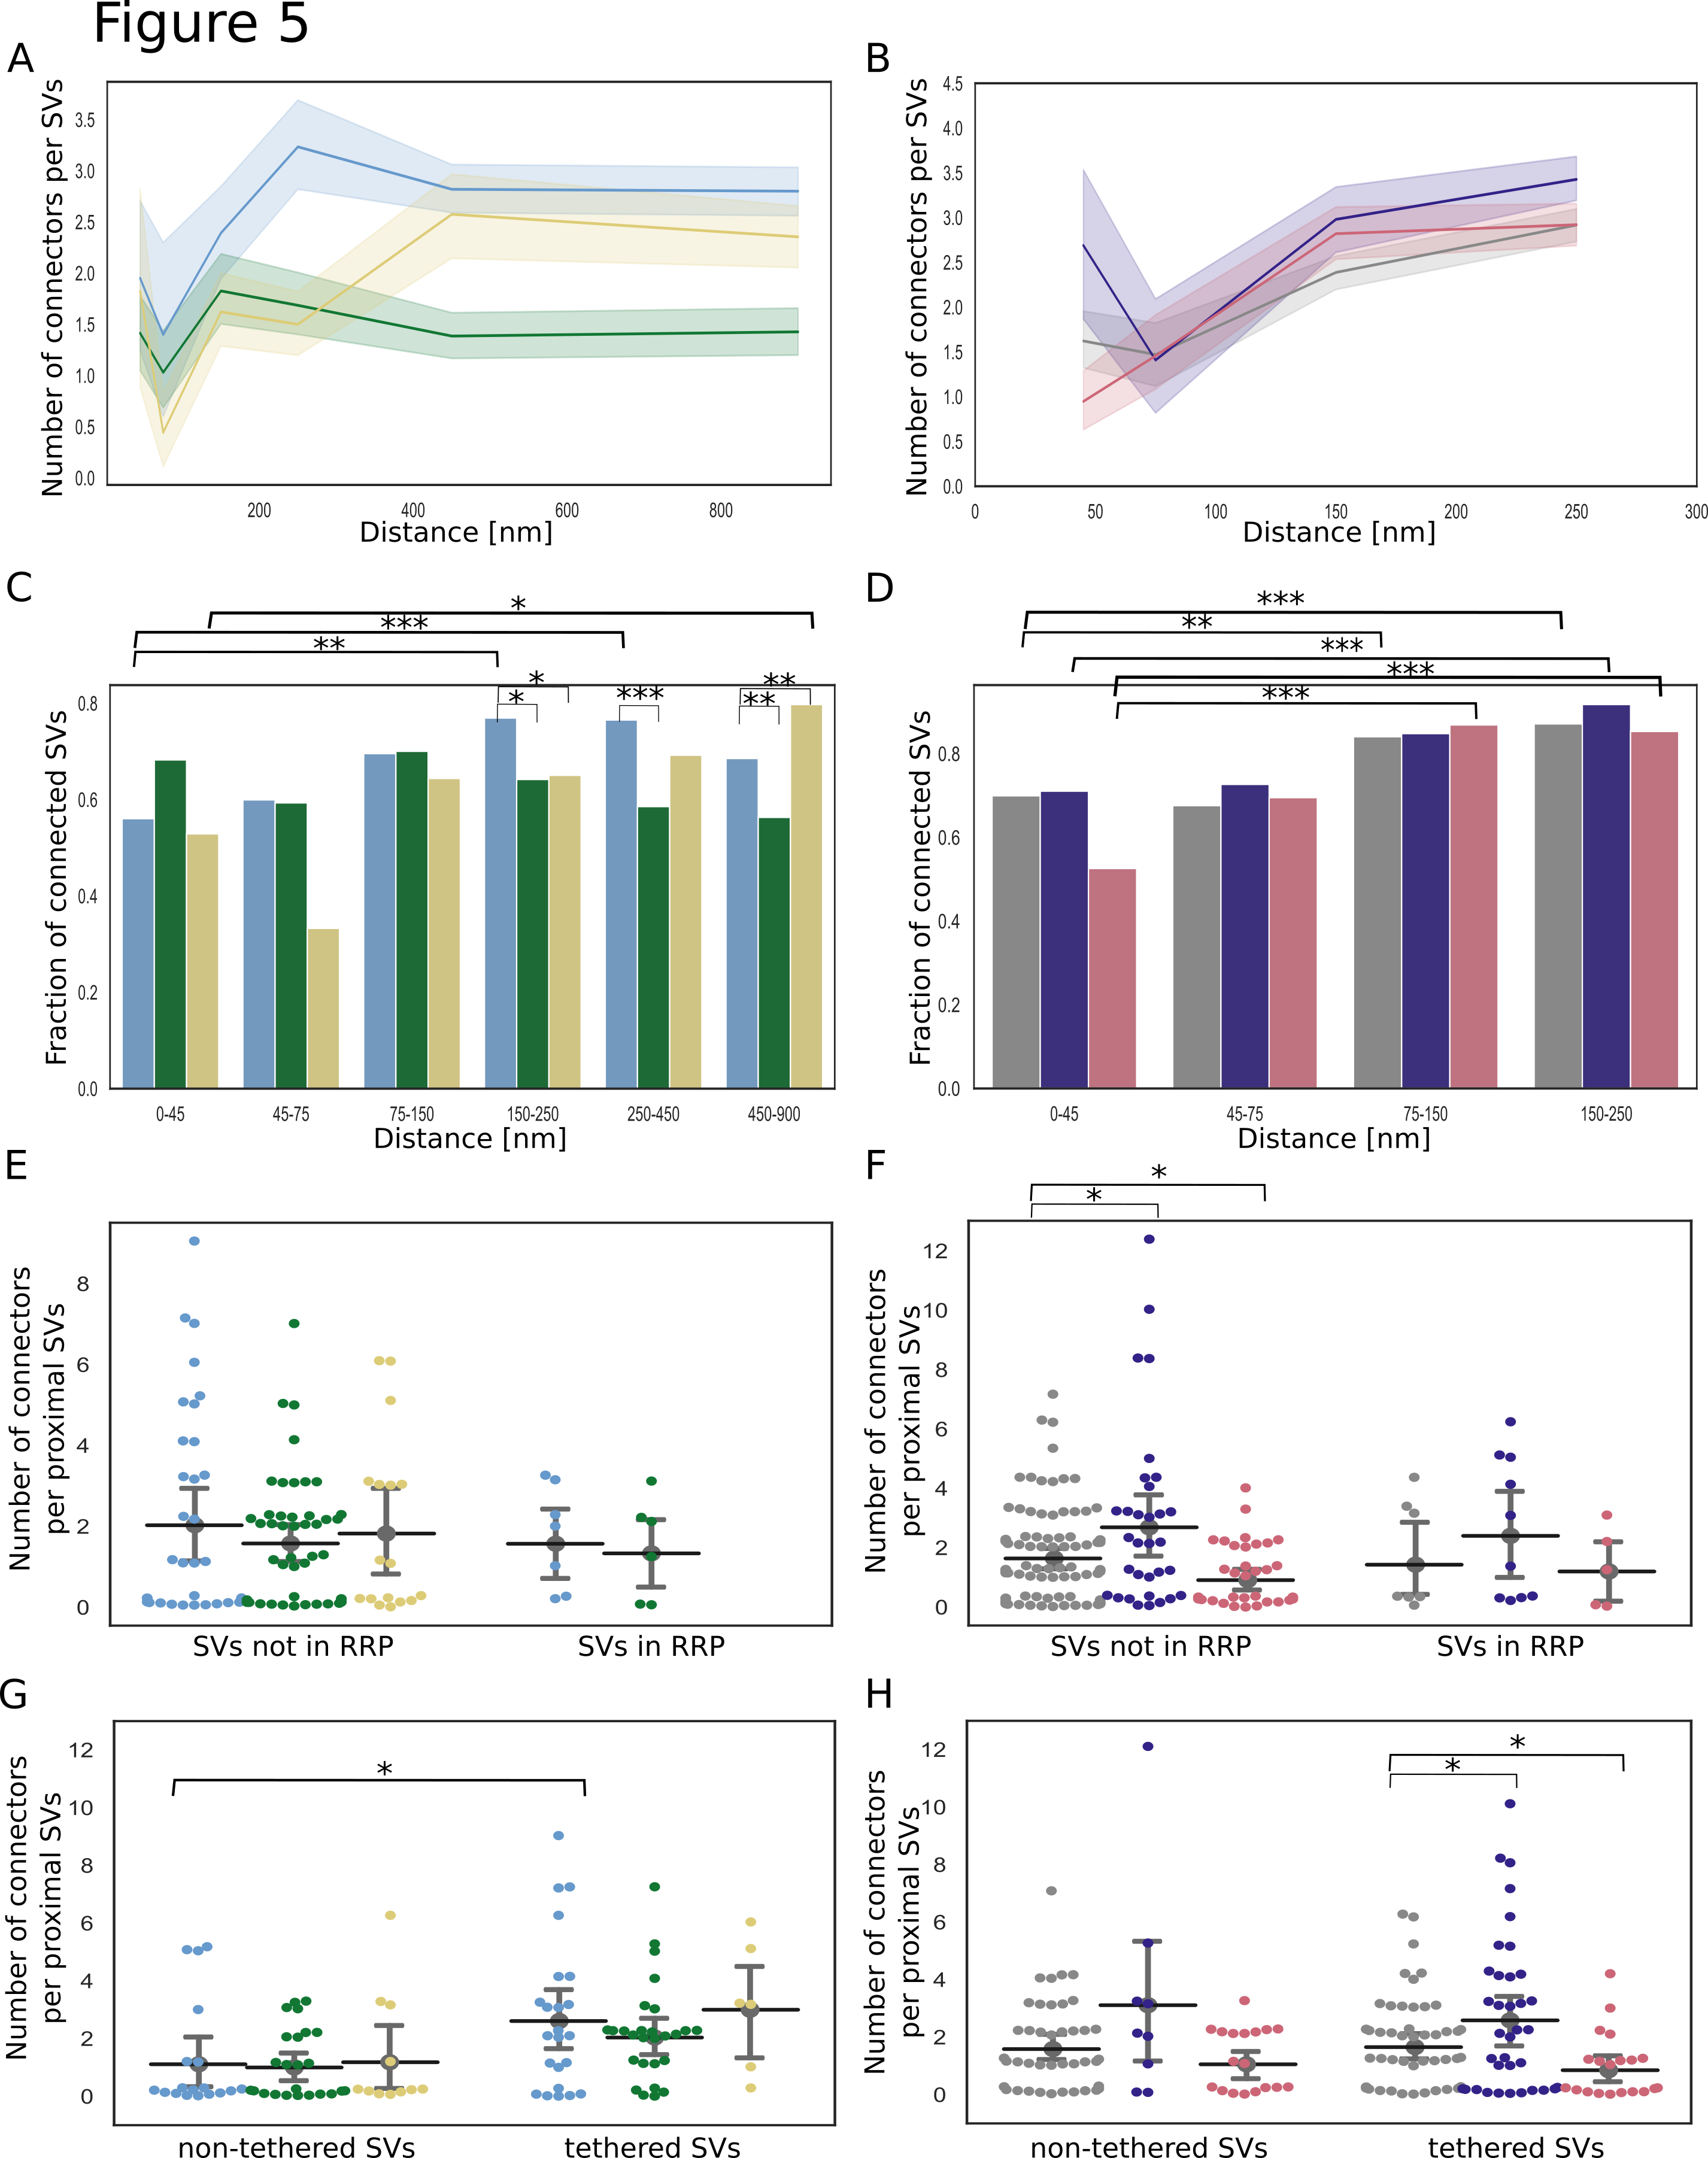 Figure 5
A
Number of connectors per SVs
3.5
3.0
2.5
2.0
1.5
1.0
0.5
0.0
200 400 600 800
Distance [nm]
B
Number of connectors per SVs
4.5
4.0
3.5
3.0
2.5
2.0
1.5
1.0
0.5
0.0
0 50 100 150 200 250 300
Distance [nm]
C
*
***
**
*
*
***
**
**
Fraction of connected SVs
0.8
0.6
0.4
0.2
0.0
0-45 45-75 75-150 150-250 250-450 450-900
Distance [nm]
D
***
**
***
***
***
Fraction of connected SVs
0.8
0.6
0.4
0.2
0.0
0-45 45-75 75-150 150-250
Distance [nm]
E
Number of connectors
per proximal SVs
8
6
4
2
0
SVs not in RRP SVs in RRP
F
*
*
Number of connectors
per proximal SVs
12
10
8
6
4
2
0
SVs not in RRP SVs in RRP
G
*
Number of connectors
per proximal SVs
12
10
8
6
4
2
0
non-tethered SVs tethered SVs
H
*
*
Number of connectors
per proximal SVs
12
10
8
6
4
2
0
non-tethered SVs tethered SVs